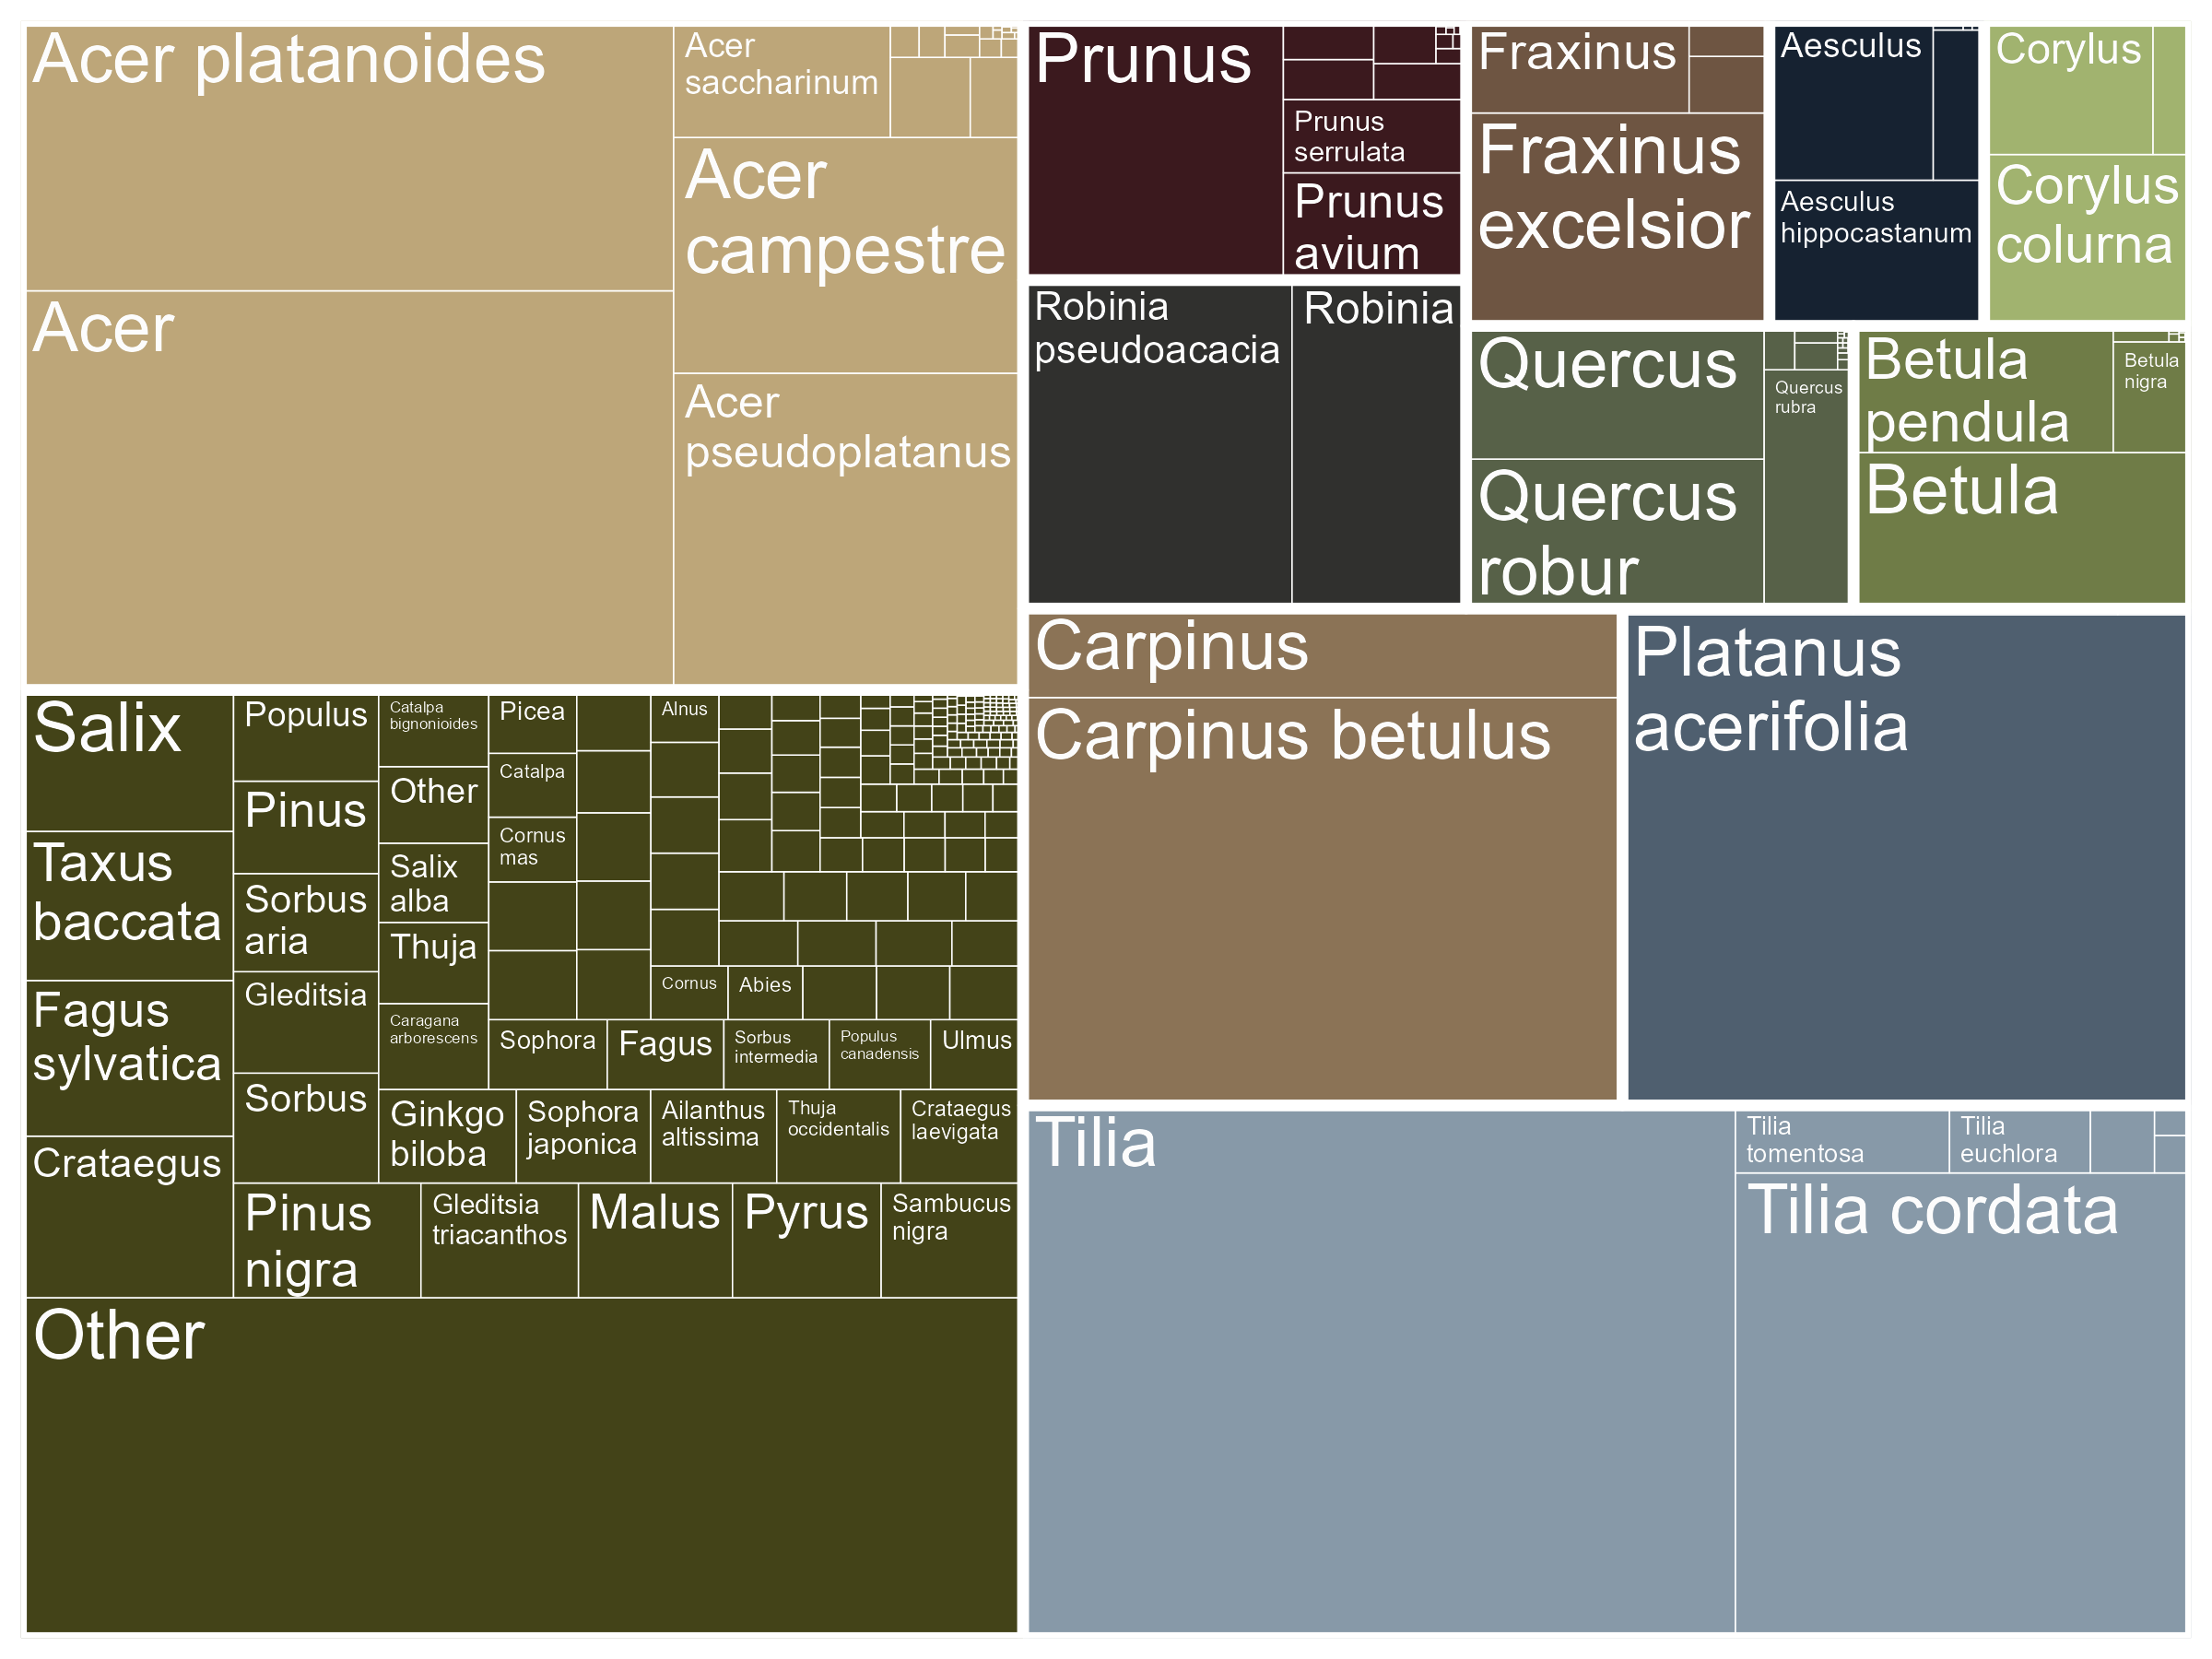 Acer platanoides
Acer
saccharinum
Acer
campestre
Acer
Acer
pseudoplatanus
Prunus
Prunus
serrulata
Prunus
avium
Robinia
pseudoacacia
Robinia
Fraxinus
Fraxinus
excelsior
Aesculus
Aesculus
hippocastanum
Corylus
Corylus
colurna
Quercus
Quercus
rubra
Quercus
robur
Betula
pendula
Betula
nigra
Betula
Carpinus
Carpinus betulus
Platanus
acerifolia
Salix
Taxus
baccata
Fagus
sylvatica
Crataegus
Populus
Pinus
Sorbus
aria
Gleditsia
Sorbus
Catalpa
bignonioides
Other
Salix
alba
Thuja
Caragana
arborescens
Picea
Catalpa
Cornus
mas
Alnus
Cornus
Abies
Sophora
Fagus
Sorbus
intermedia
Populus
canadensis
Ulmus
Ginkgo
biloba
Sophora
japonica
Ailanthus
altissima
Thuja
occidentalis
Crataegus
laevigata
Pinus
nigra
Gleditsia
triacanthos
Malus
Pyrus
Sambucus
nigra
Other
Tilia
Tilia
tomentosa
Tilia
euchlora
Tilia cordata